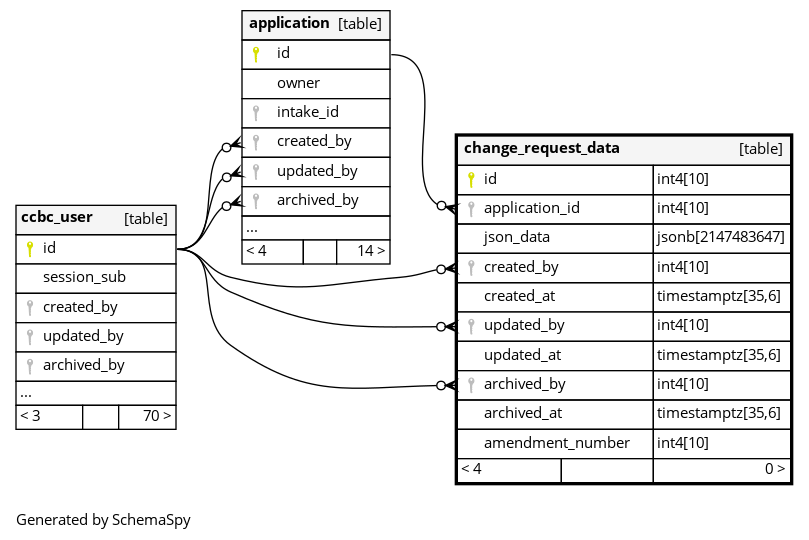 application [table]
id
owner
intake_id
created_by
updated_by
archived_by
...
< 4 14 >
change_request_data [table]
id int4[10]
application_id int4[10]
json_data jsonb[2147483647]
created_by int4[10]
created_at timestamptz[35,6]
updated_by int4[10]
updated_at timestamptz[35,6]
archived_by int4[10]
archived_at timestamptz[35,6]
amendment_number int4[10]
< 4 0 >
ccbc_user [table]
id
session_sub
created_by
updated_by
archived_by
...
< 3 70 >
Generated by SchemaSpy